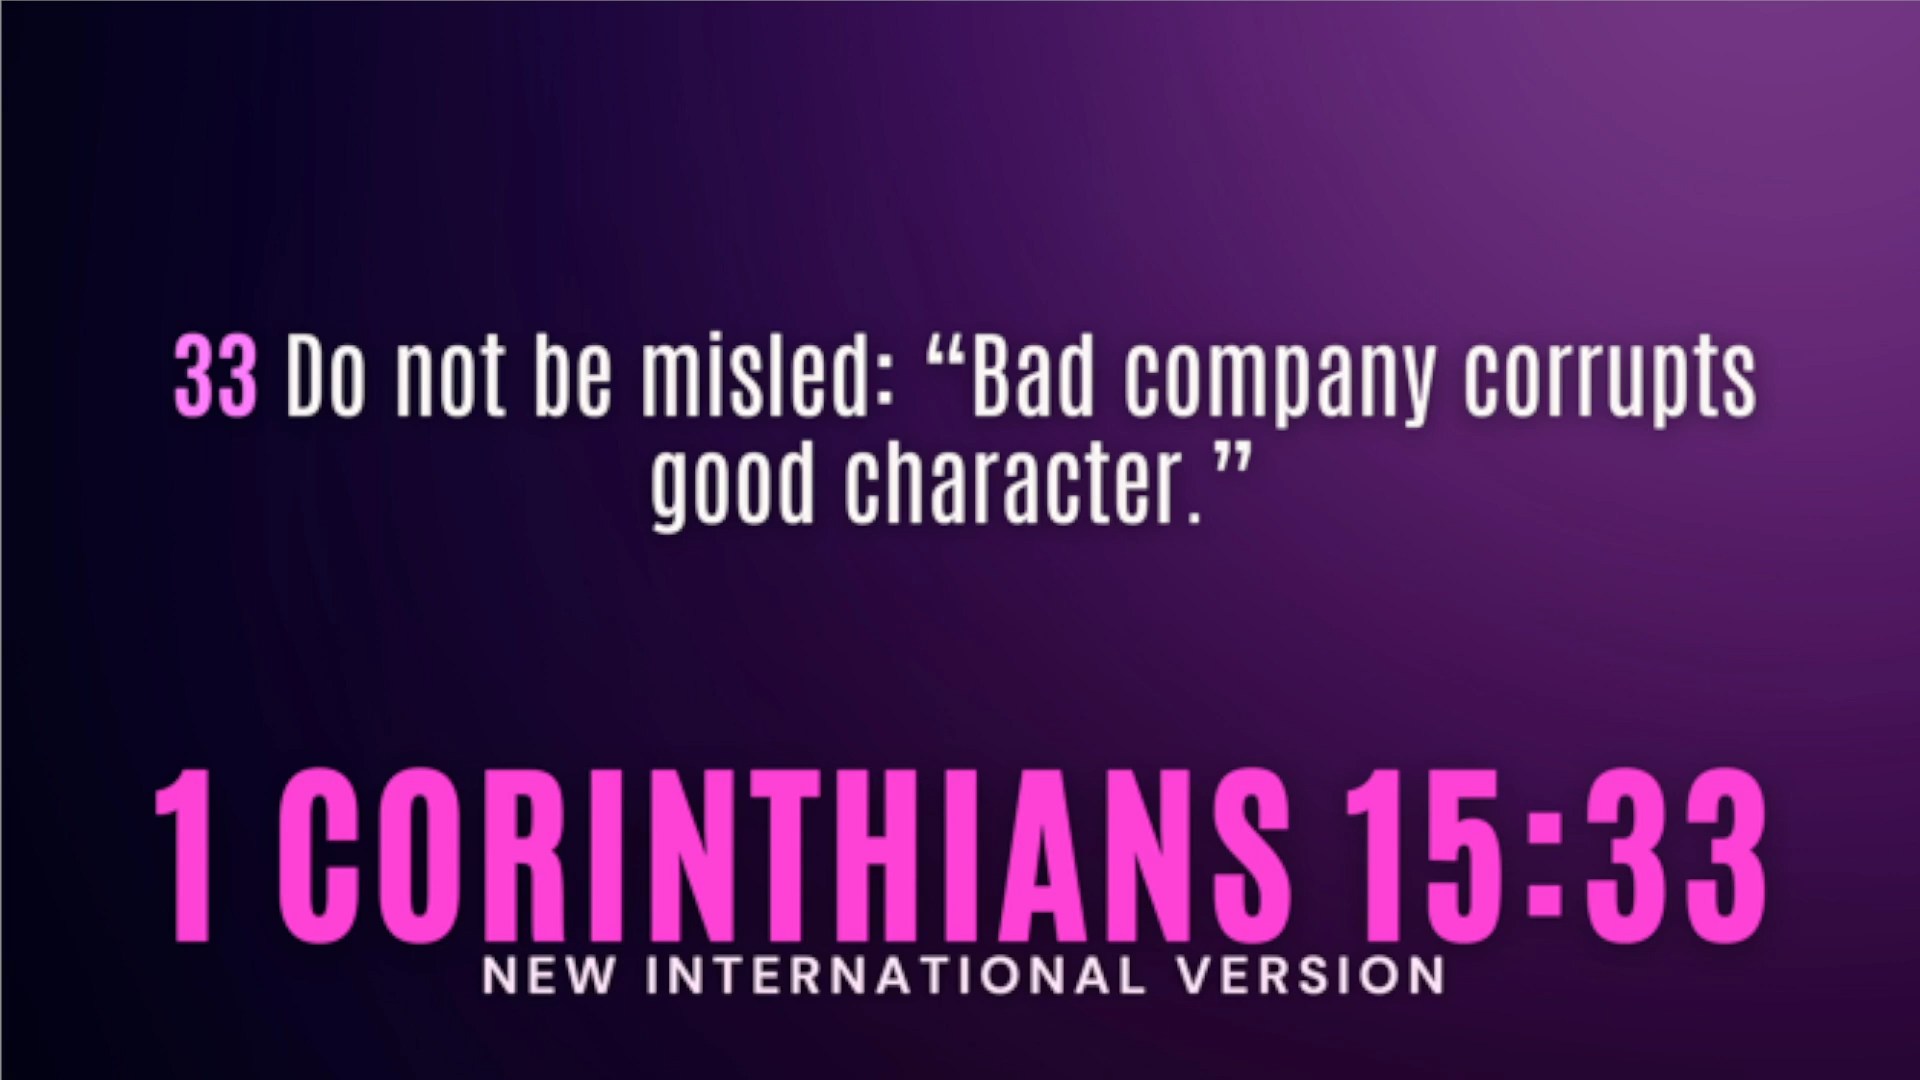 33 Do not be misled: “Bad company corrupts
good character.”
1 CORINTHIANS 15:33
NEW INTERNATIONAL VERSION